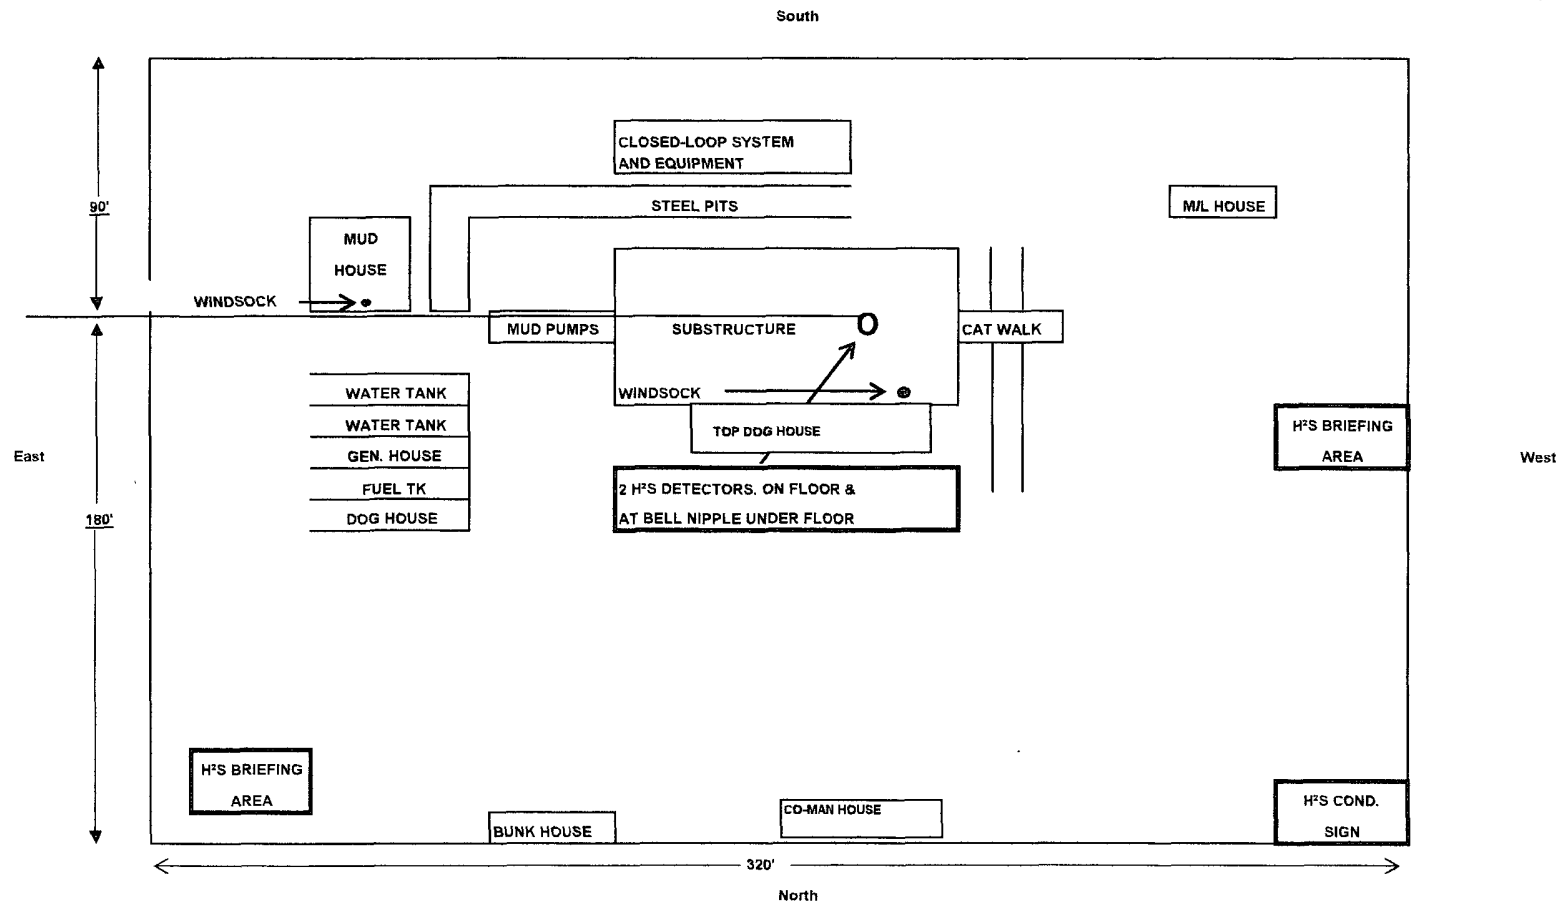 South
CLOSED-LOOP SYSTEM
AND EQUIPMENT
90'
STEEL PITS
M/L HOUSE
MUD
HOUSE
WINDSOCK
MUD PUMPS
SUBSTRUCTURE
O
CAT WALK
WATER TANK
WINDSOCK
WATER TANK
TOP DOG HOUSE
H²S BRIEFING
AREA
East
GEN. HOUSE
West
FUEL TK
2 H²S DETECTORS. ON FLOOR &
AT BELL NIPPLE UNDER FLOOR
180'
DOG HOUSE
H²S BRIEFING
AREA
BUNK HOUSE
CO-MAN HOUSE
H²S COND.
SIGN
320'
North